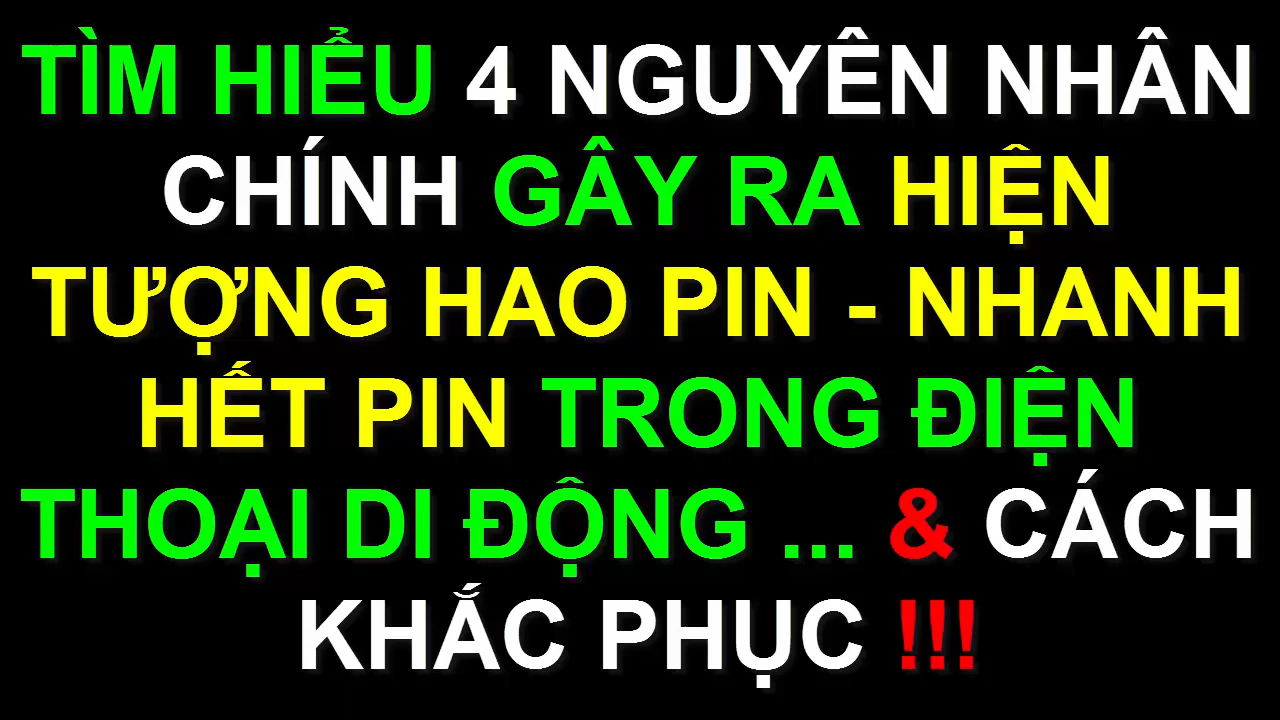 TÌM HIỂU 4 NGUYÊN NHÂN
CHÍNH GÂY RA HIỆN
TƯỢNG HAO PIN - NHANH
HẾT PIN TRONG ĐIỆN
THOẠI DI ĐỘNG ... & CÁCH
KHẮC PHỤC !!!